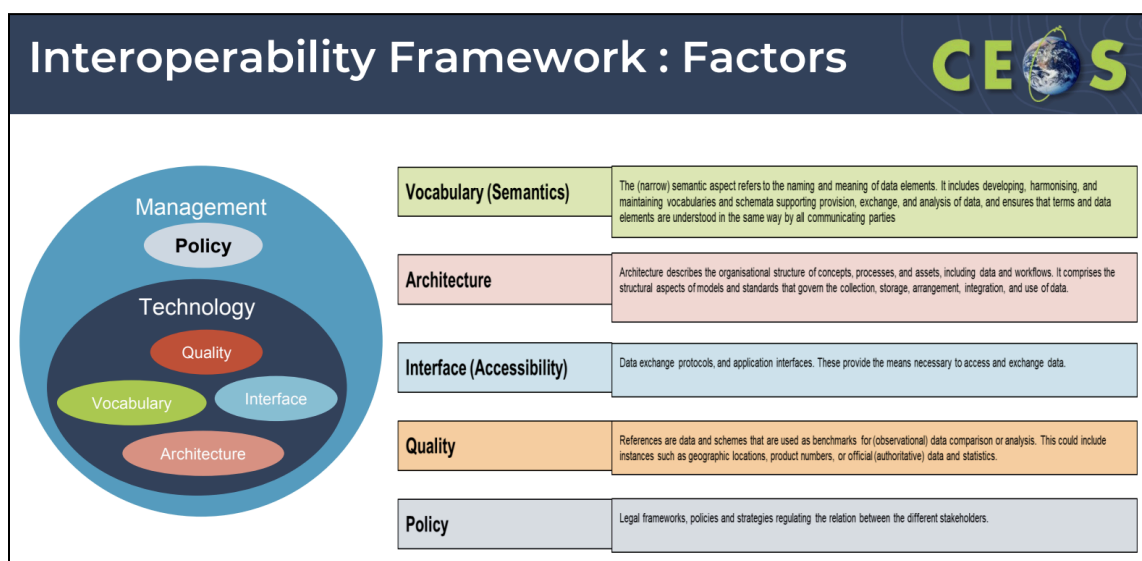 Interoperability Framework : Factors
CEOS
Management
Policy
Technology
Quality
Vocabulary
Interface
Architecture
Vocabulary (Semantics)
The (narrow) semantic aspect refers to the naming and meaning of data elements. It includes developing, harmonising, and
maintaining vocabularies and schemata supporting provision, exchange, and analysis of data, and ensures that terms and data
elements are understood in the same way by all communicating parties
Architecture
Architecture describes the organisational structure of concepts, processes, and assets, including data and workflows. It comprises the
structural aspects of models and standards that govern the collection, storage, arrangement, integration, and use of data.
Interface (Accessibility)
Data exchange protocols, and application interfaces. These provide the means necessary to access and exchange data.
Quality
References are data and schemes that are used as benchmarks for (observational) data comparison or analysis. This could include
instances such as geographic locations, product numbers, or official (authoritative) data and statistics.
Policy
Legal frameworks, policies and strategies regulating the relation between the different stakeholders.